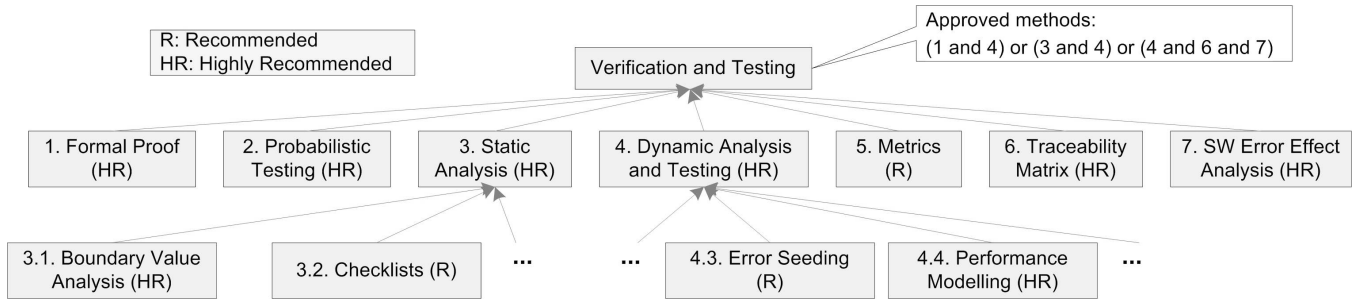 R: Recommended
HR: Highly Recommended
Approved methods:
(1 and 4) or (3 and 4) or (4 and 6 and 7)
Verification and Testing
1. Formal Proof
(HR)
2. Probabilistic
Testing (HR)
3. Static
Analysis (HR)
4. Dynamic Analysis
and Testing (HR)
5. Metrics
(R)
6. Traceability
Matrix (HR)
7. SW Error Effect
Analysis (HR)
3.1. Boundary Value
Analysis (HR)
3.2. Checklists (R)
...
...
4.3. Error Seeding
(R)
4.4. Performance
Modelling (HR)
...